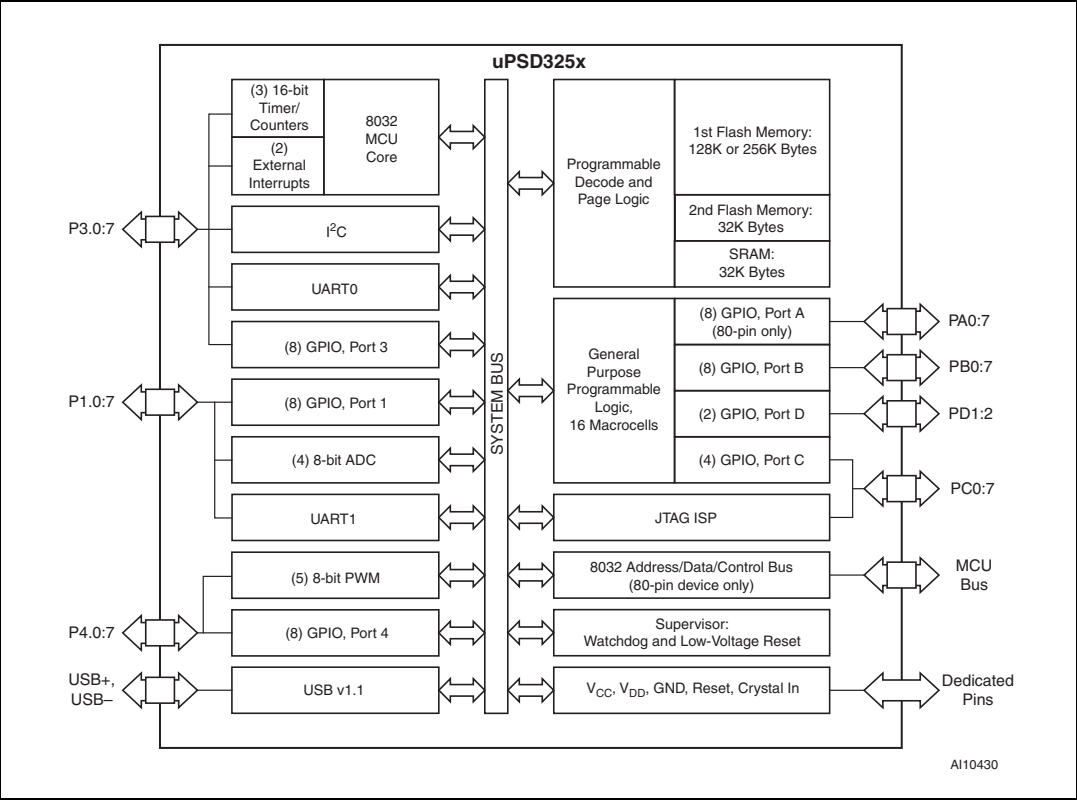 uPSD325x
(3) 16-bit
Timer/
Counters
(2)
External
Interrupts
8032
MCU
Core
I²C
UART0
(8) GPIO, Port 3
(8) GPIO, Port 1
(4) 8-bit ADC
UART1
(5) 8-bit PWM
(8) GPIO, Port 4
USB v1.1
P3.0:7
P1.0:7
P4.0:7
USB+,
USB–
SYSTEM BUS
Programmable
Decode and
Page Logic
1st Flash Memory:
128K or 256K Bytes
2nd Flash Memory:
32K Bytes
SRAM:
32K Bytes
General
Purpose
Programmable
Logic,
16 Macrocells
(8) GPIO, Port A
(80-pin only)
(8) GPIO, Port B
(2) GPIO, Port D
(4) GPIO, Port C
JTAG ISP
8032 Address/Data/Control Bus
(80-pin device only)
Supervisor:
Watchdog and Low-Voltage Reset
VCC, VDD, GND, Reset, Crystal In
PA0:7
PB0:7
PD1:2
PC0:7
MCU
Bus
Dedicated
Pins
AI10430